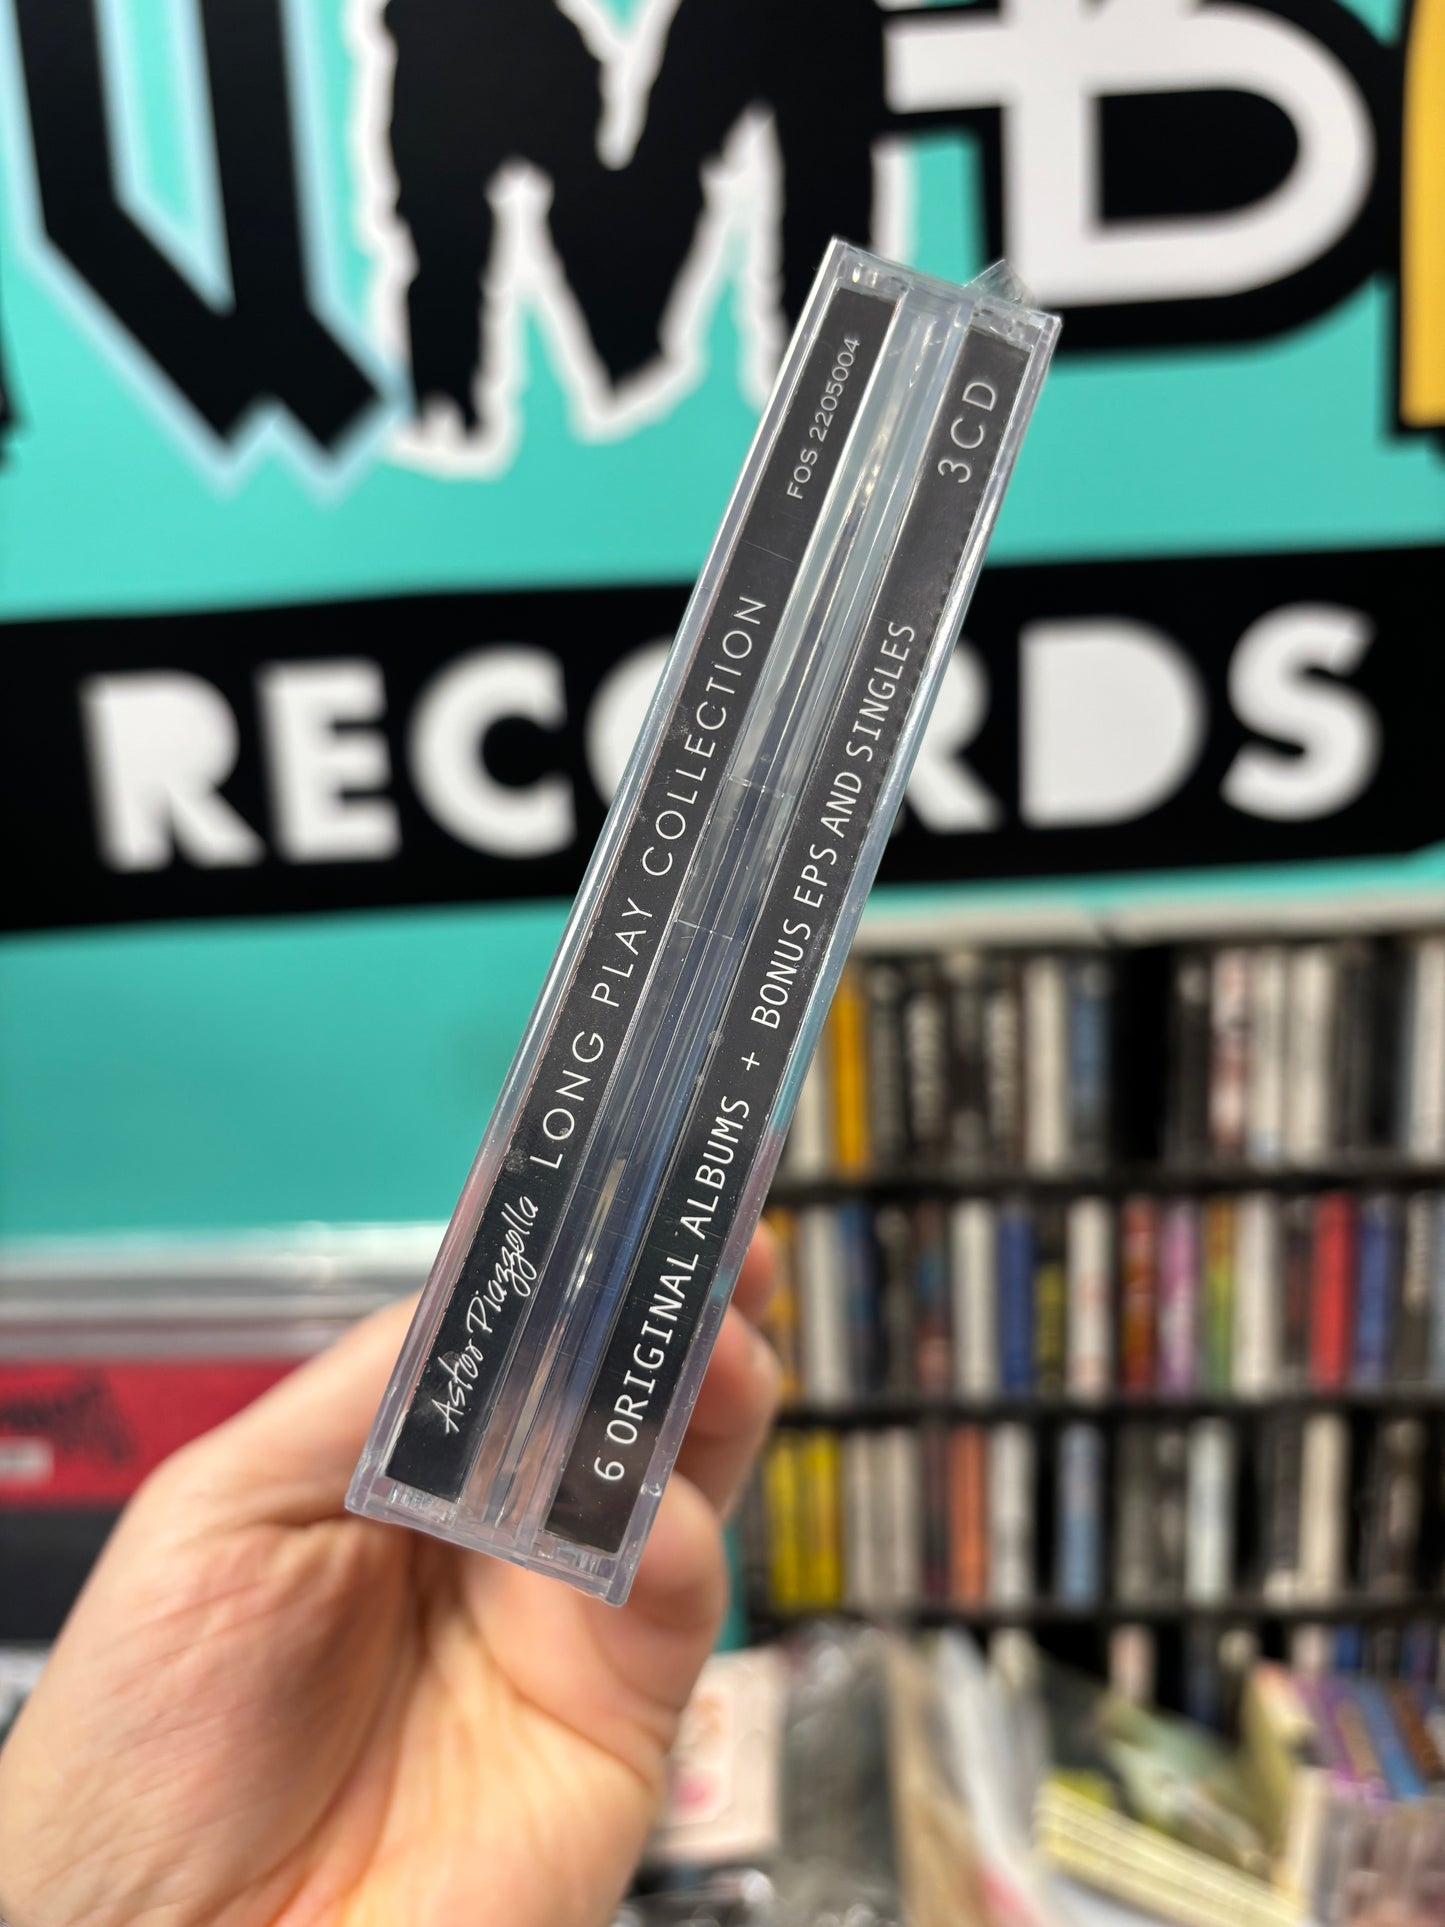 RECORDS
Astor Piazzolla LONG PLAY COLLECTION FOS 2205004
6 ORIGINAL ALBUMS + BONUS EPS AND SINGLES 3CD